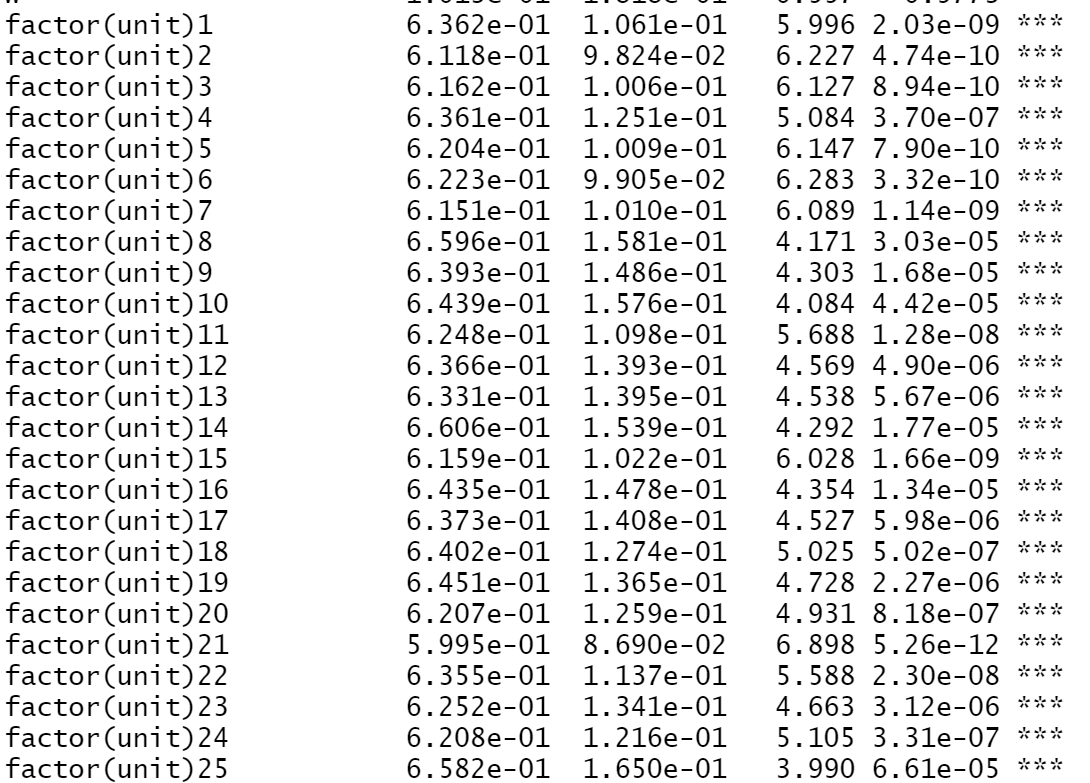 factor(unit)1 6.362e-01 1.061e-01 5.996 2.03e-09 ***
factor(unit)2 6.118e-01 9.824e-02 6.227 4.74e-10 ***
factor(unit)3 6.162e-01 1.006e-01 6.127 8.94e-10 ***
factor(unit)4 6.361e-01 1.251e-01 5.084 3.70e-07 ***
factor(unit)5 6.204e-01 1.009e-01 6.147 7.90e-10 ***
factor(unit)6 6.223e-01 9.905e-02 6.283 3.32e-10 ***
factor(unit)7 6.151e-01 1.010e-01 6.089 1.14e-09 ***
factor(unit)8 6.596e-01 1.581e-01 4.171 3.03e-05 ***
factor(unit)9 6.393e-01 1.486e-01 4.303 1.68e-05 ***
factor(unit)10 6.439e-01 1.576e-01 4.084 4.42e-05 ***
factor(unit)11 6.248e-01 1.098e-01 5.688 1.28e-08 ***
factor(unit)12 6.366e-01 1.393e-01 4.569 4.90e-06 ***
factor(unit)13 6.331e-01 1.395e-01 4.538 5.67e-06 ***
factor(unit)14 6.606e-01 1.539e-01 4.292 1.77e-05 ***
factor(unit)15 6.159e-01 1.022e-01 6.028 1.66e-09 ***
factor(unit)16 6.435e-01 1.478e-01 4.354 1.34e-05 ***
factor(unit)17 6.373e-01 1.408e-01 4.527 5.98e-06 ***
factor(unit)18 6.402e-01 1.274e-01 5.025 5.02e-07 ***
factor(unit)19 6.451e-01 1.365e-01 4.728 2.27e-06 ***
factor(unit)20 6.207e-01 1.259e-01 4.931 8.18e-07 ***
factor(unit)21 5.995e-01 8.690e-02 6.898 5.26e-12 ***
factor(unit)22 6.355e-01 1.137e-01 5.588 2.30e-08 ***
factor(unit)23 6.252e-01 1.341e-01 4.663 3.12e-06 ***
factor(unit)24 6.208e-01 1.216e-01 5.105 3.31e-07 ***
factor(unit)25 6.582e-01 1.650e-01 3.990 6.61e-05 ***